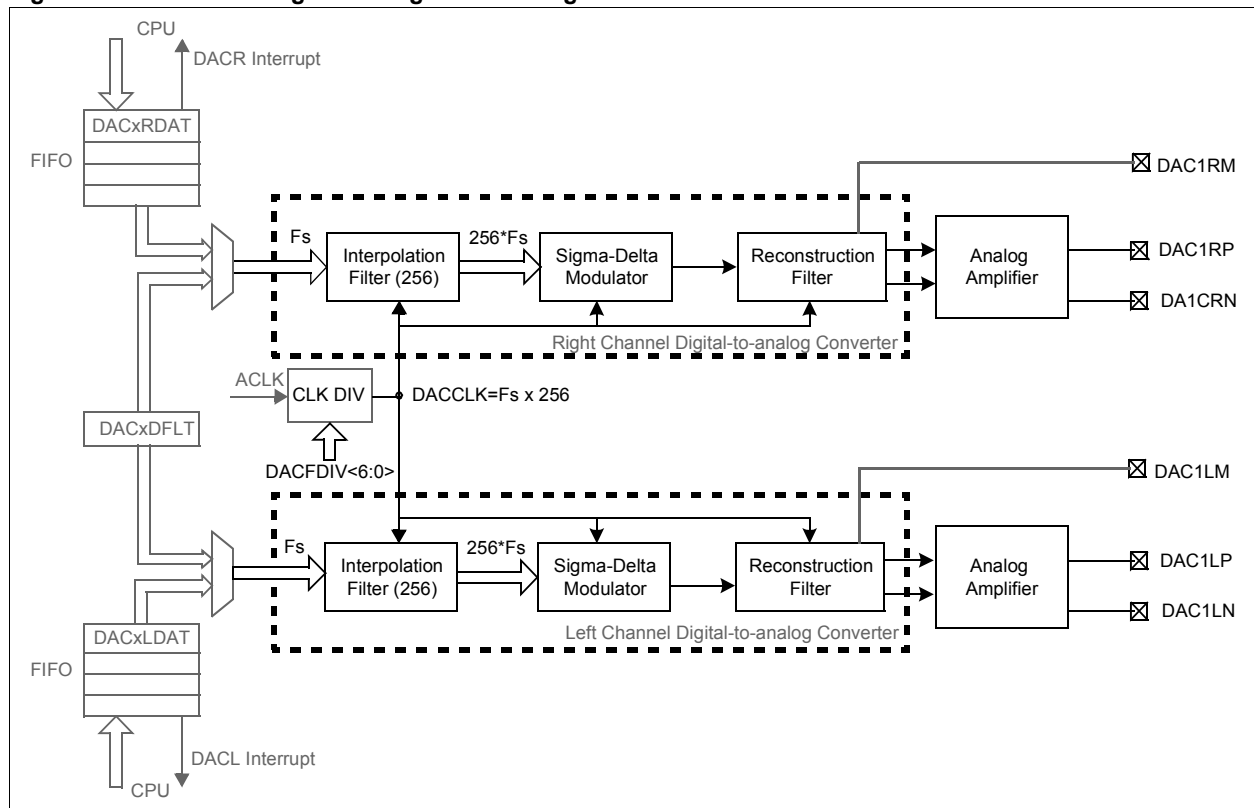 CPU
DACR Interrupt
DACxRDAT
FIFO
DAC1RM
Fs
Interpolation
Filter (256)
256*Fs
Sigma-Delta
Modulator
Reconstruction
Filter
Analog
Amplifier
DAC1RP
DA1CRN
Right Channel Digital-to-analog Converter
ACLK
CLK DIV
DACCLK=Fs x 256
DACxDFLT
DACFDIV<6:0>
DAC1LM
Fs
Interpolation
Filter (256)
256*Fs
Sigma-Delta
Modulator
Reconstruction
Filter
Analog
Amplifier
DAC1LP
DAC1LN
Left Channel Digital-to-analog Converter
DACxLDAT
FIFO
DACL Interrupt
CPU